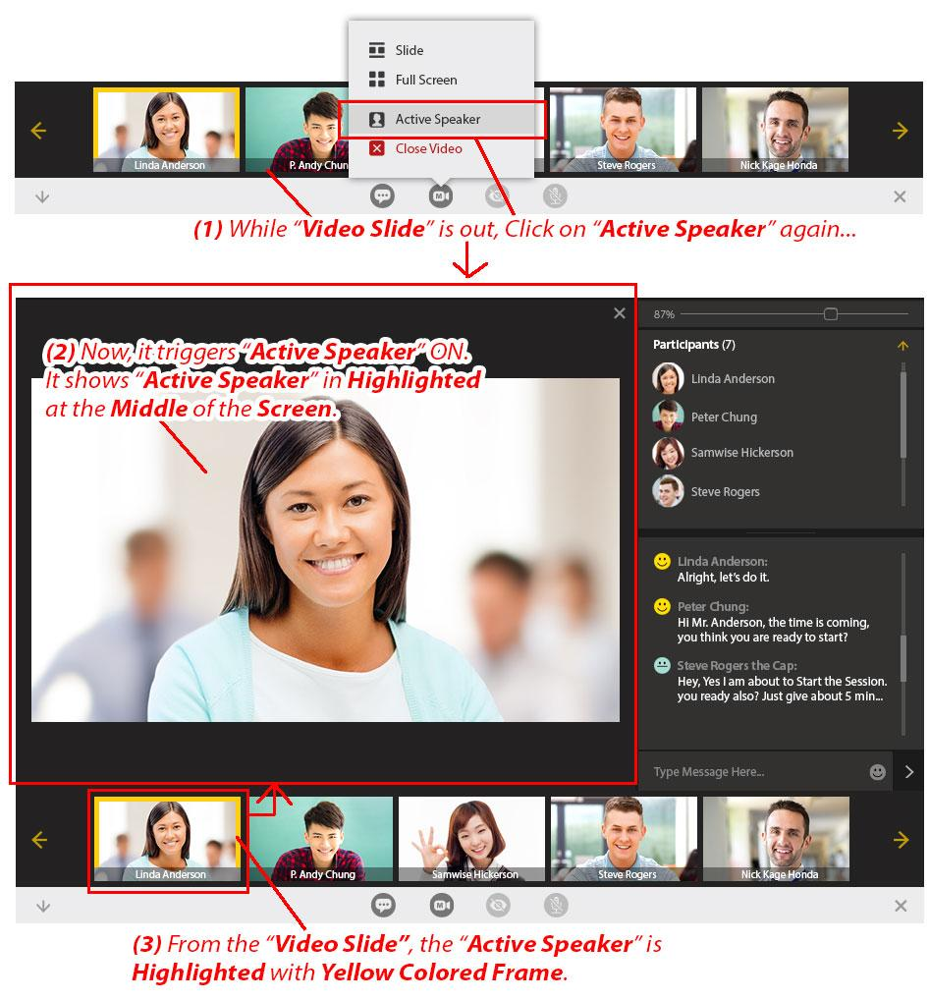 Slide
Full Screen
Active Speaker
Close Video
Linda Anderson
P. Andy Chun
Steve Rogers
Nick Kage Honda
(1) While “Video Slide” is out, Click on “Active Speaker” again...
(2) Now, it triggers “Active Speaker” ON.
It shows “Active Speaker” in Highlighted
at the Middle of the Screen.
87%
Participants (7)
Linda Anderson
Peter Chung
Samwise Hickerson
Steve Rogers
Linda Anderson:
Alright, let’s do it.
Peter Chung:
Hi Mr. Anderson, the time is coming,
you think you are ready to start?
Steve Rogers the Cap:
Hey, Yes I am about to Start the Session.
you ready also? Just give about 5 min...
Type Message Here...
Linda Anderson
P. Andy Chung
Samwise Hickerson
Steve Rogers
Nick Kage Honda
(3) From the “Video Slide”, the “Active Speaker” is
Highlighted with Yellow Colored Frame.